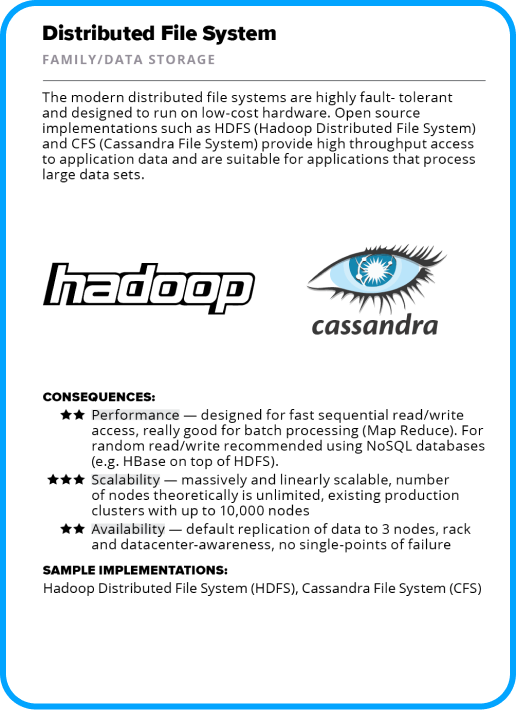 Distributed File System
FAMILY/DATA STORAGE
The modern distributed file systems are highly fault- tolerant
and designed to run on low-cost hardware. Open source
implementations such as HDFS (Hadoop Distributed File System)
and CFS (Cassandra File System) provide high throughput access
to application data and are suitable for applications that process
large data sets.
hadoop
cassandra
CONSEQUENCES:
★★ Performance — designed for fast sequential read/write
access, really good for batch processing (Map Reduce). For
random read/write recommended using NoSQL databases
(e.g. HBase on top of HDFS).
★★★ Scalability — massively and linearly scalable, number
of nodes theoretically is unlimited, existing production
clusters with up to 10,000 nodes
★★ Availability — default replication of data to 3 nodes, rack
and datacenter-awareness, no single-points of failure
SAMPLE IMPLEMENTATIONS:
Hadoop Distributed File System (HDFS), Cassandra File System (CFS)